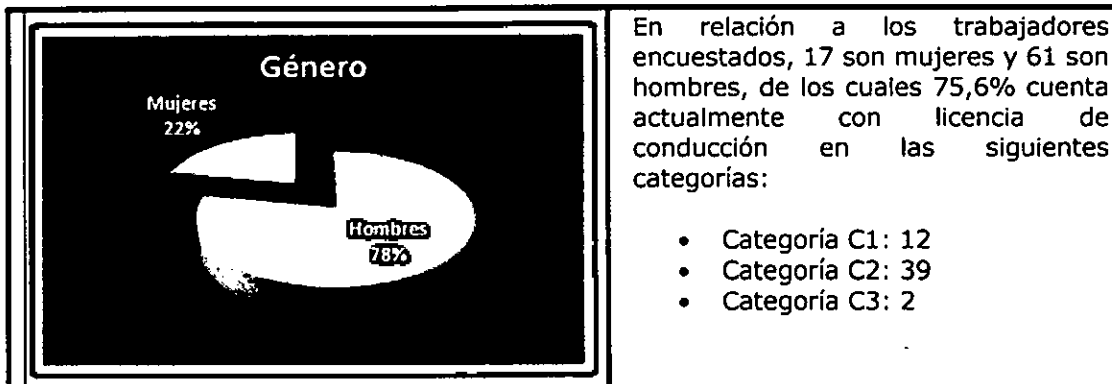 Género
Mujeres
22%
Hombres
78%
En relación a los trabajadores
encuestados, 17 son mujeres y 61 son
hombres, de los cuales 75,6% cuenta
actualmente con licencia de
conducción en las siguientes
categorías:
• Categoría C1: 12
• Categoría C2: 39
• Categoría C3: 2